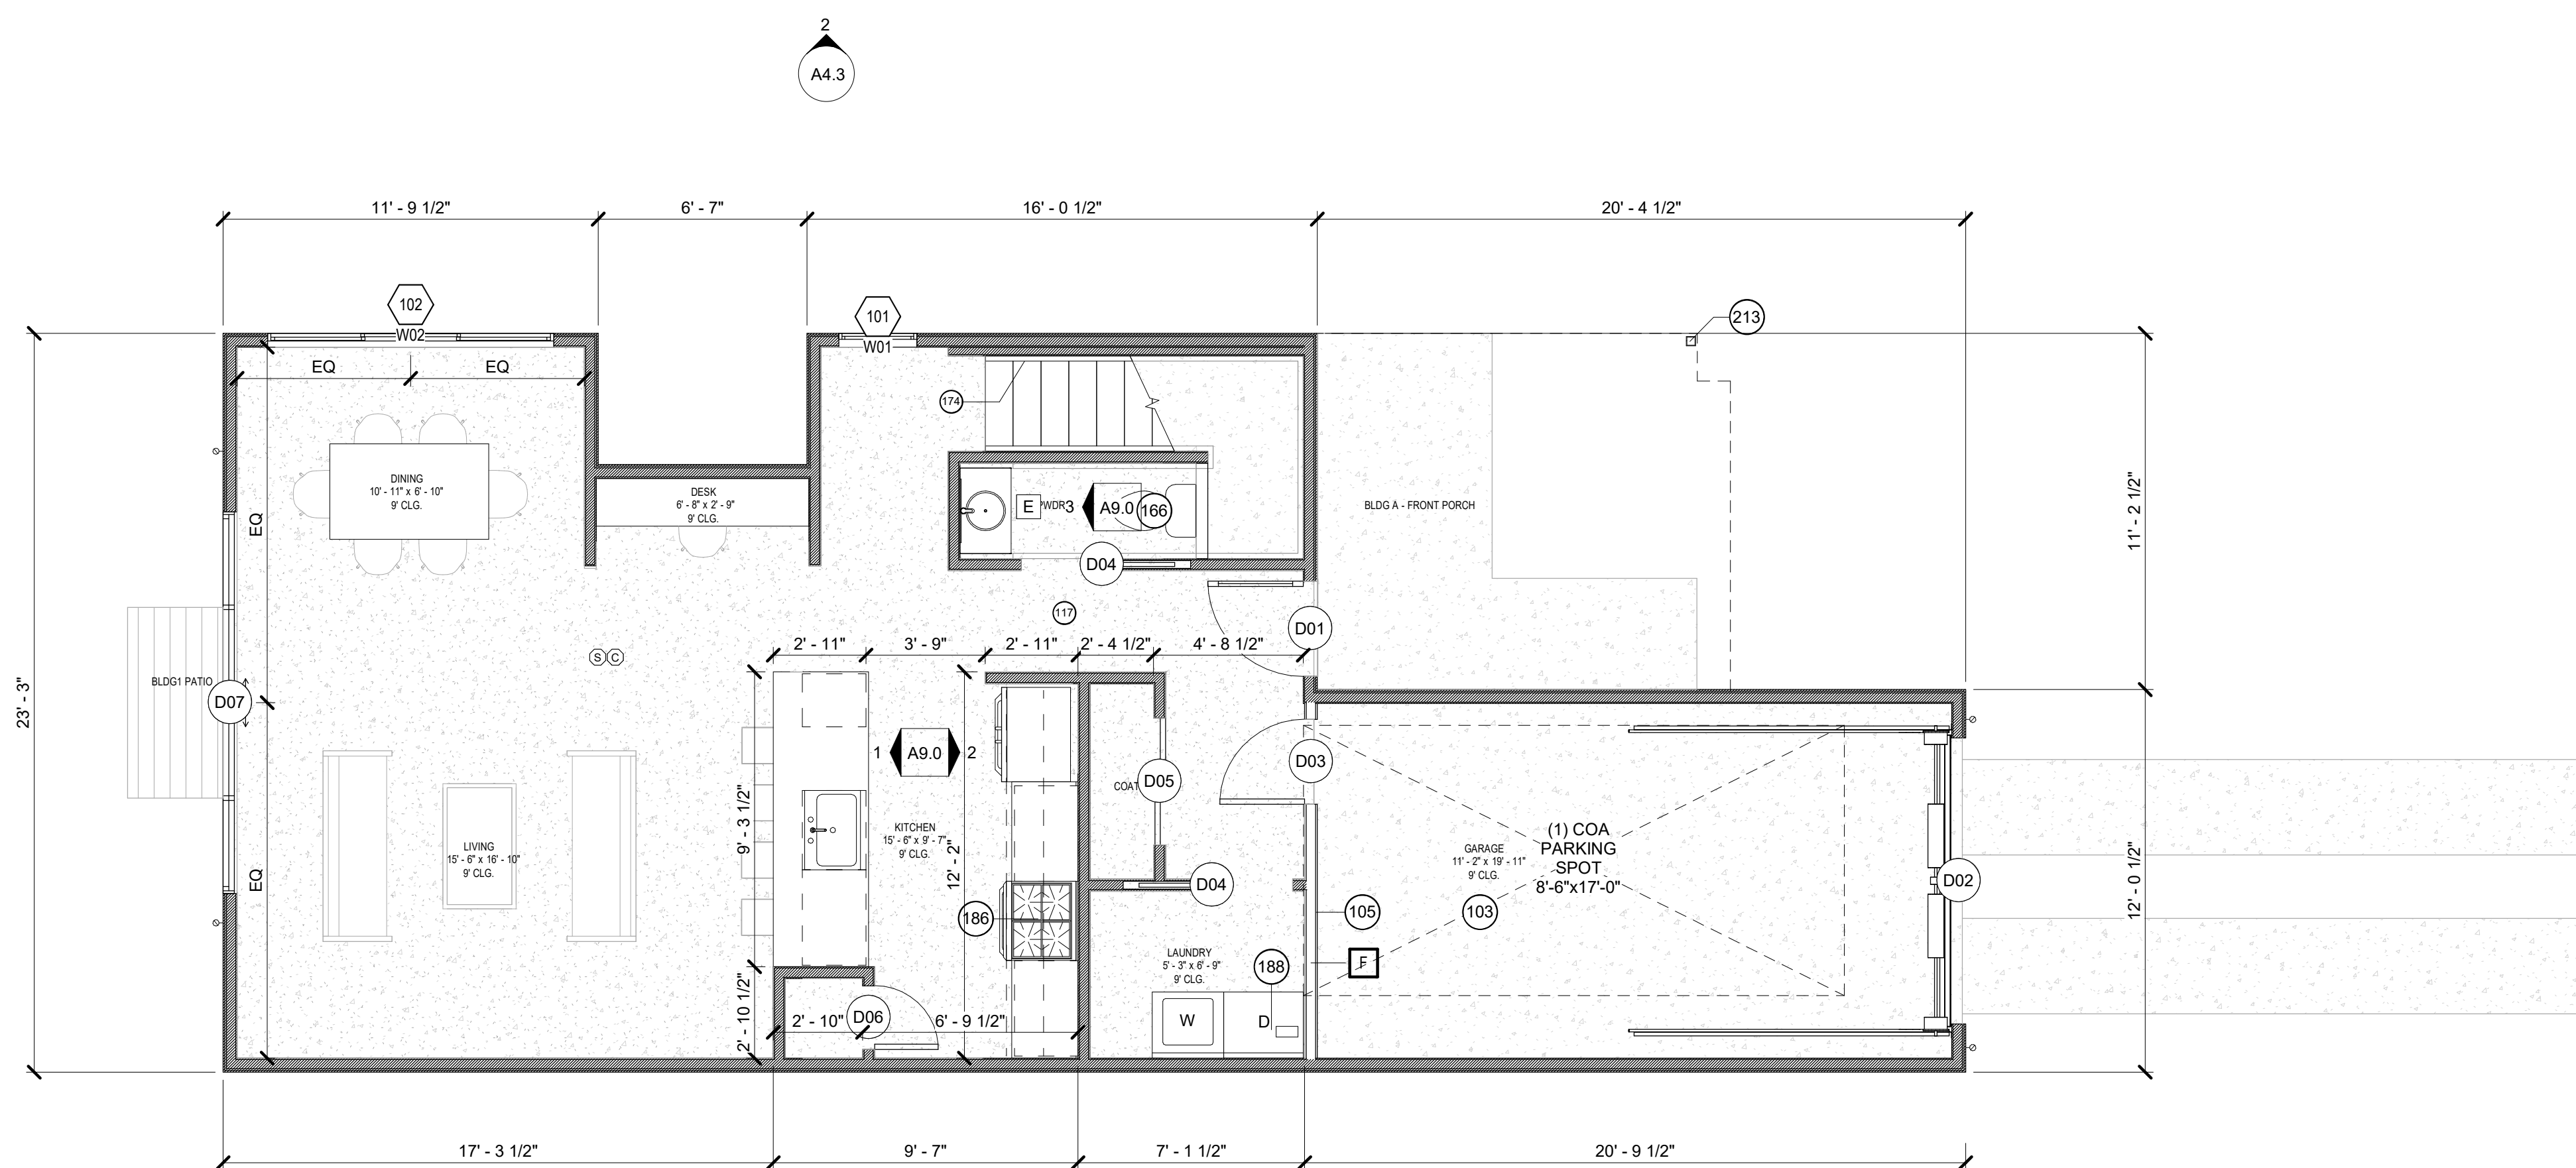 2
A4.3
11' - 9 1/2"
6' - 7"
16' - 0 1/2"
20' - 4 1/2"
102
W02
101
W01
213
EQ
EQ
174
DINING
10' - 11" x 6' - 10"
9' CLG.
DESK
6' - 8" x 2' - 9"
9' CLG.
E
PWDR
3
A9.0
166
BLDG A - FRONT PORCH
11' - 2 1/2"
EQ
D04
117
D01
S
C
2' - 11"
3' - 9"
2' - 11"
2' - 4 1/2"
4' - 8 1/2"
23' - 3"
BLDG1 PATIO
D07
1
A9.0
2
D03
COAT
D05
9' - 3 1/2"
KITCHEN
15' - 6" x 9' - 7"
9' CLG.
12' - 2"
LIVING
15' - 6" x 16' - 10"
9' CLG.
EQ
GARAGE
11' - 2" x 19' - 11"
9' CLG.
(1) COA
PARKING
SPOT
8'-6"x17'-0"
D04
D02
12' - 0 1/2"
186
105
103
LAUNDRY
5' - 3" x 6' - 9"
9' CLG.
188
F
2' - 10 1/2"
2' - 10"
D06
6' - 9 1/2"
W
D
17' - 3 1/2"
9' - 7"
7' - 1 1/2"
20' - 9 1/2"